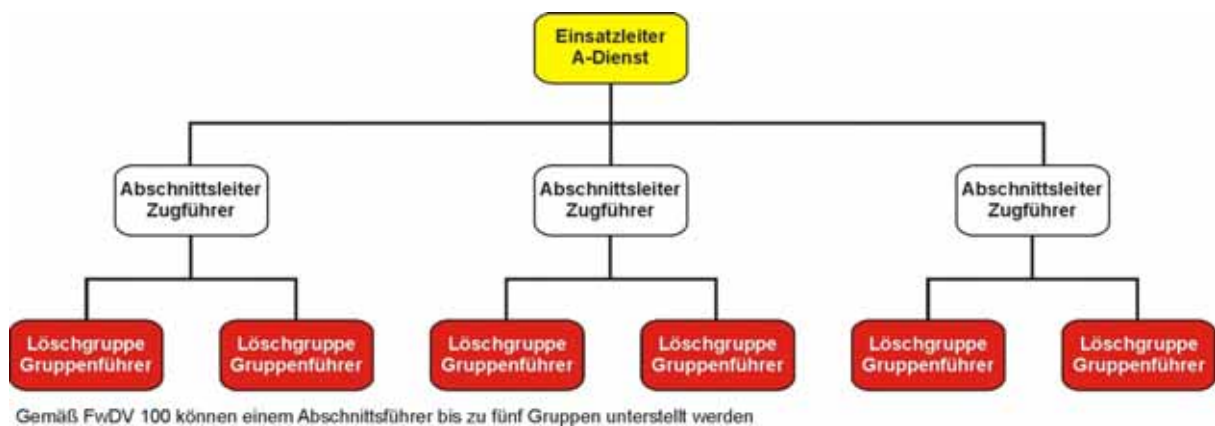 Einsatzleiter
A-Dienst
Abschnittsleiter
Zugführer
Abschnittsleiter
Zugführer
Abschnittsleiter
Zugführer
Löschgruppe
Gruppenführer
Löschgruppe
Gruppenführer
Löschgruppe
Gruppenführer
Löschgruppe
Gruppenführer
Löschgruppe
Gruppenführer
Löschgruppe
Gruppenführer
Gemäß FwDV 100 können einem Abschnittsführer bis zu fünf Gruppen unterstellt werden